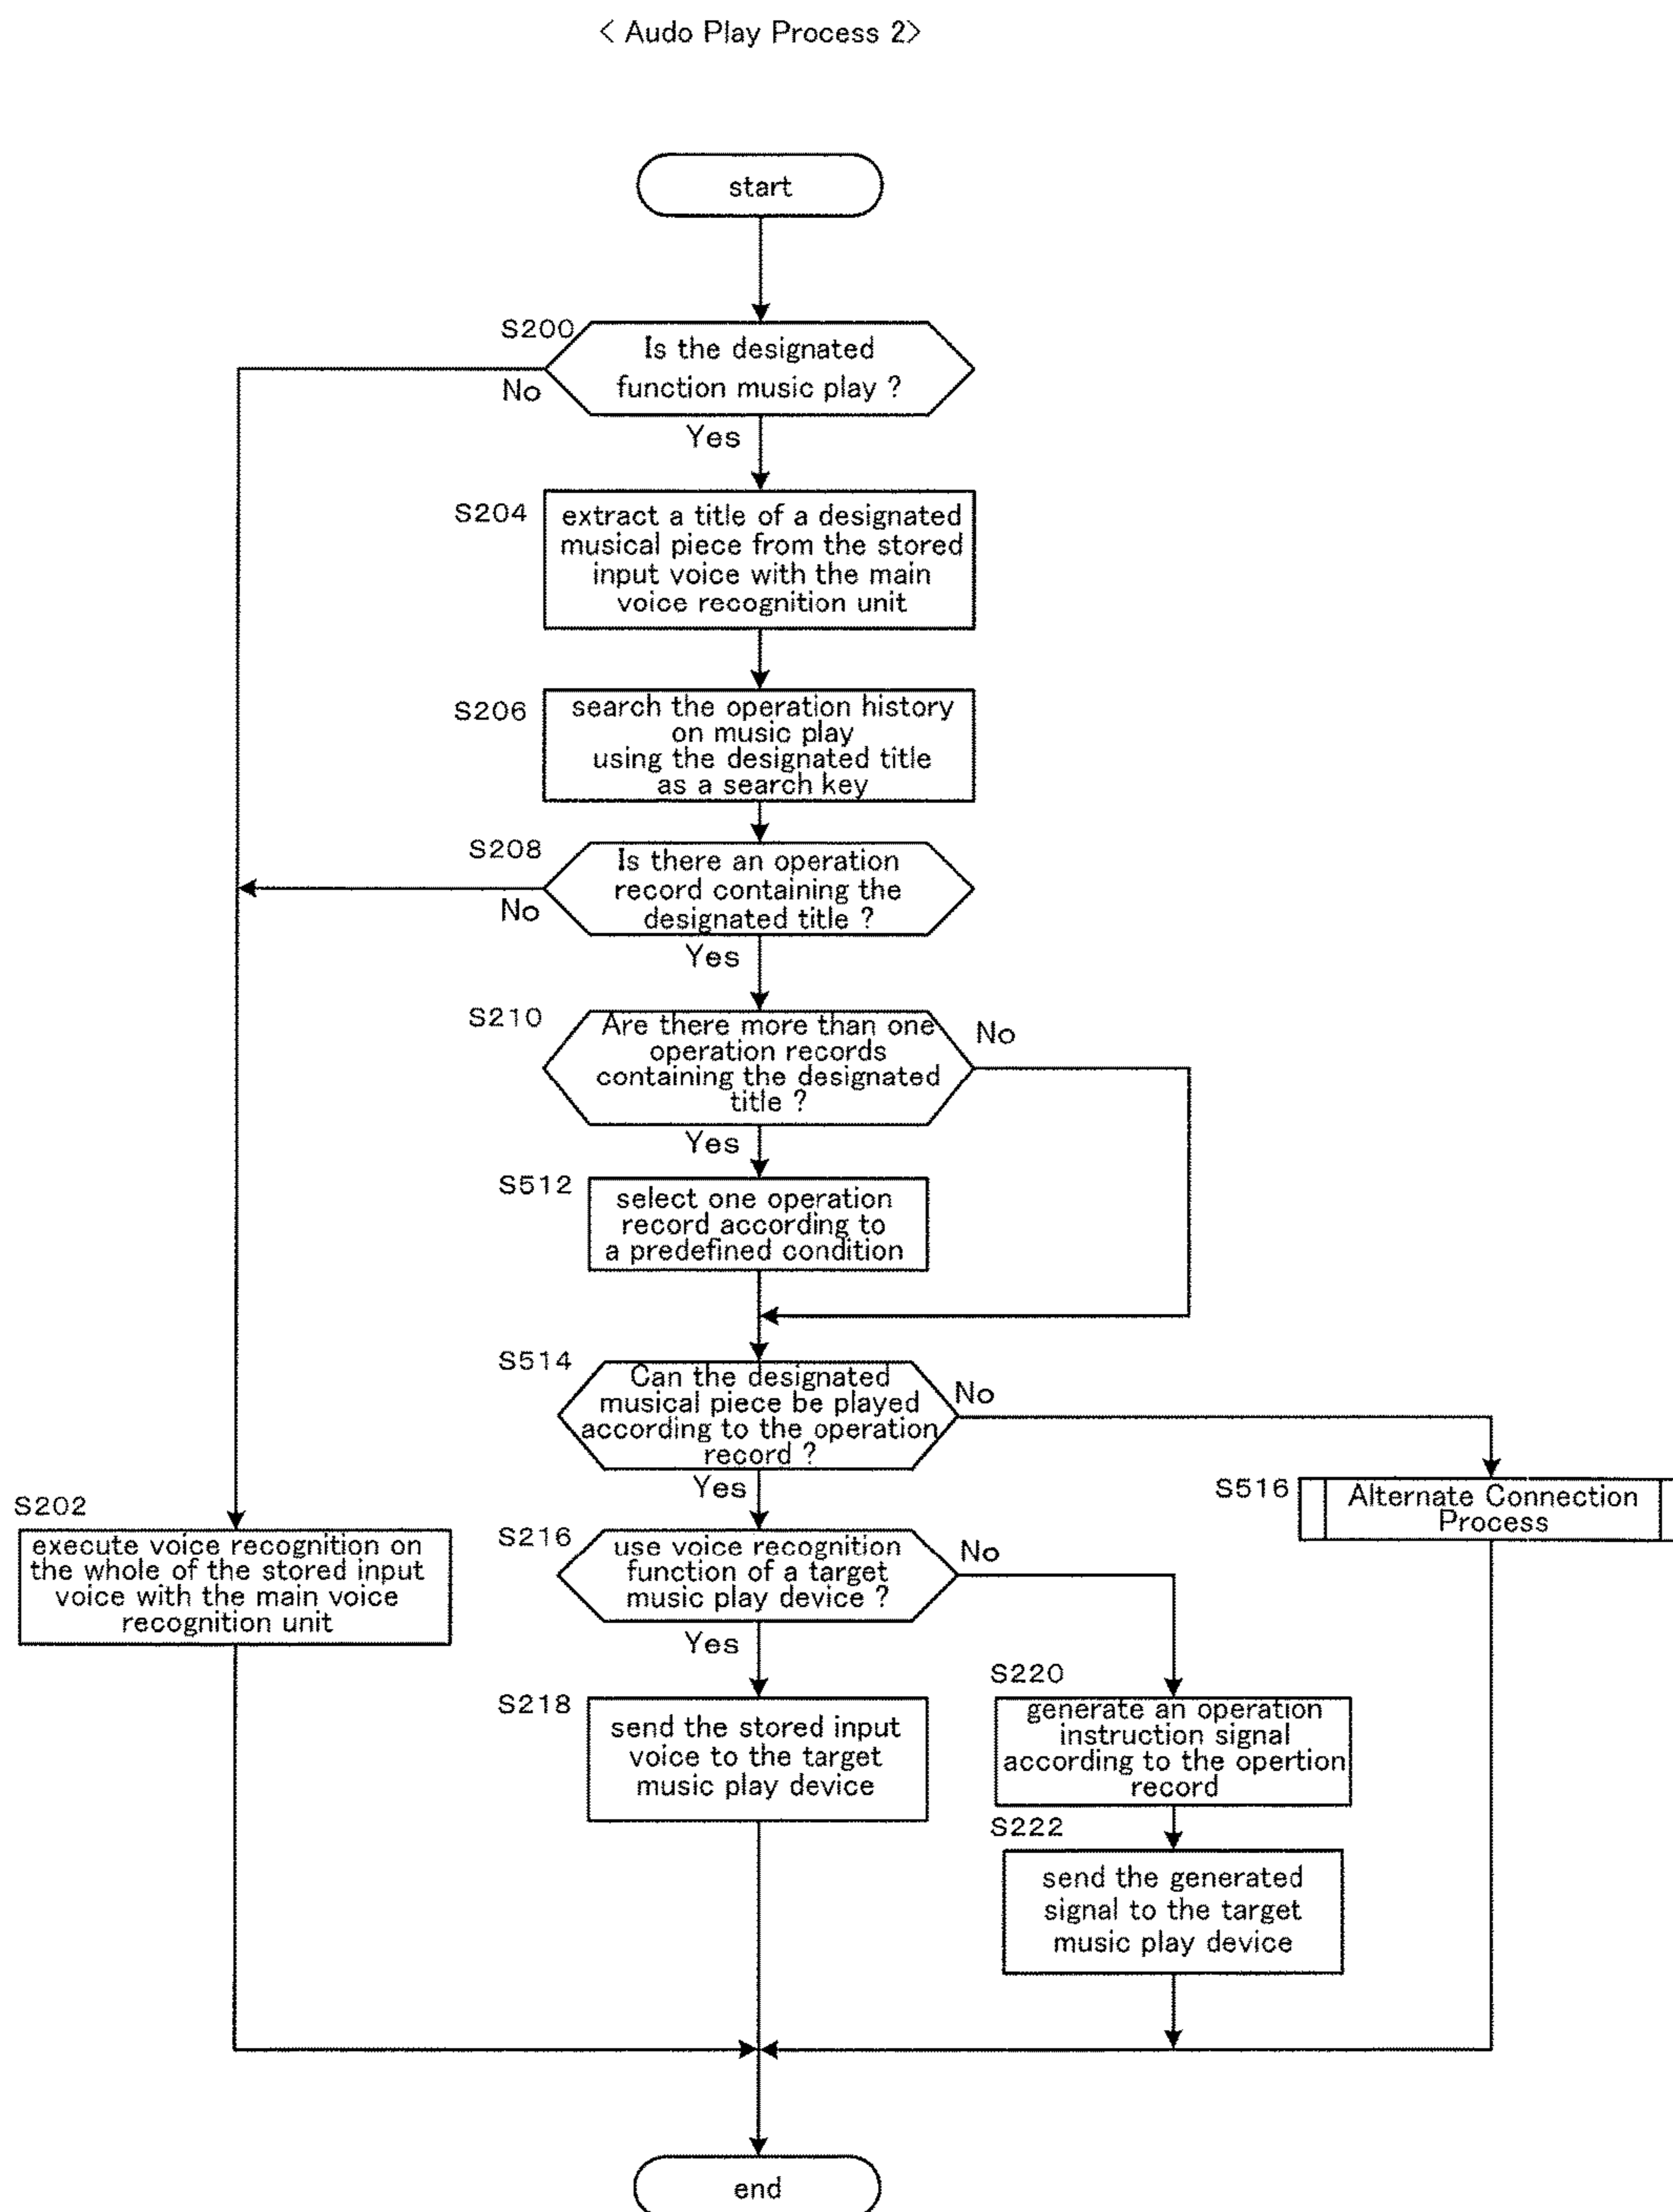 < Audo Play Process 2>
start
S200
Is the designated
function music play ?
No
Yes
S204
extract a title of a designated
musical piece from the stored
input voice with the main
voice recognition unit
S206
search the operation history
on music play
using the designated title
as a search key
S208
Is there an operation
record containing the
designated title ?
No
Yes
S210
Are there more than one
operation records
containing the designated
title ?
No
Yes
S512
select one operation
record according to
a predefined condition
S514
Can the designated
musical piece be played
according to the operation
record ?
No
Yes
S516
Alternate Connection
Process
S202
execute voice recognition on
the whole of the stored input
voice with the main voice
recognition unit
S216
use voice recognition
function of a target
music play device ?
No
Yes
S218
send the stored input
voice to the target
music play device
S220
generate an operation
instruction signal
according to the opertion
record
S222
send the generated
signal to the target
music play device
end